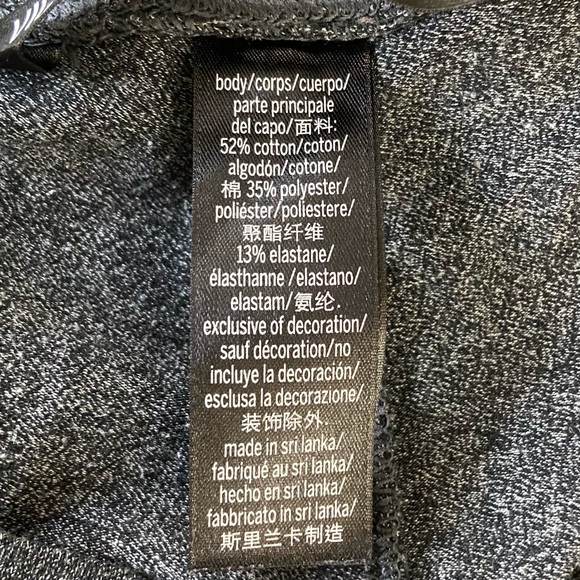 body/corps/cuerpo/
parte principale
del capo/面料:
52% cotton/coton/
algodón/cotone/
棉 35% polyester/
poliéster/poliestere/
聚酯纤维
13% elastane/
élasthanne /elastano/
elastam/氨纶.
exclusive of decoration/
sauf décoration/no
incluye la decoración/
esclusa la decorazione/
装饰除外.
made in sri lanka/
fabriqué au sri lanka/
hecho en sri lanka/
fabbricato in sri lanka/
斯里兰卡制造